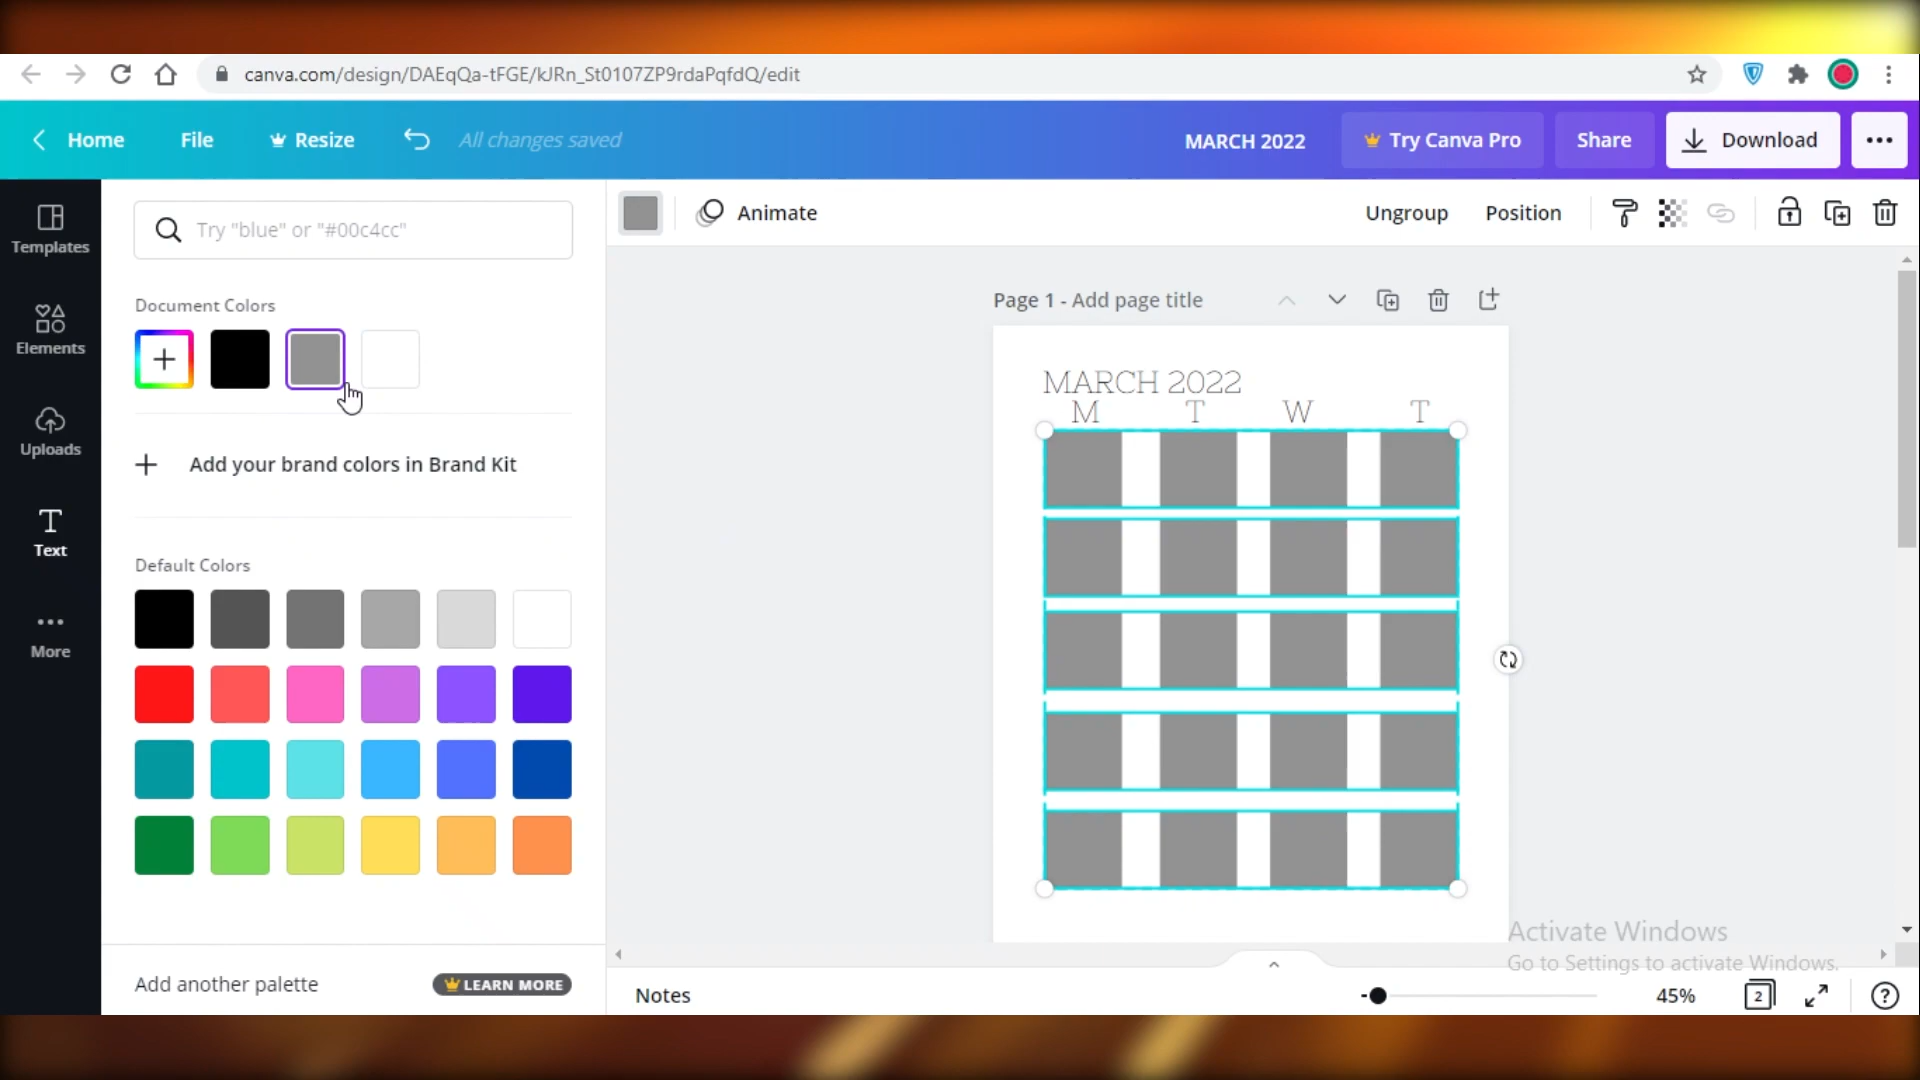 canva.com/design/DAEqQa-tFGE/kJRn_St0107ZP9rdaPqfdQ/edit
Home
File
Resize
All changes saved
MARCH 2022
Try Canva Pro
Share
Download
Templates
Elements
Uploads
Text
More
Try "blue" or "#00c4cc"
Document Colors
Add your brand colors in Brand Kit
Default Colors
Add another palette
LEARN MORE
Animate
Ungroup
Position
Page 1 - Add page title
MARCH 2022
M T W T
Activate Windows
Go to Settings to activate Windows.
Notes
45%
2